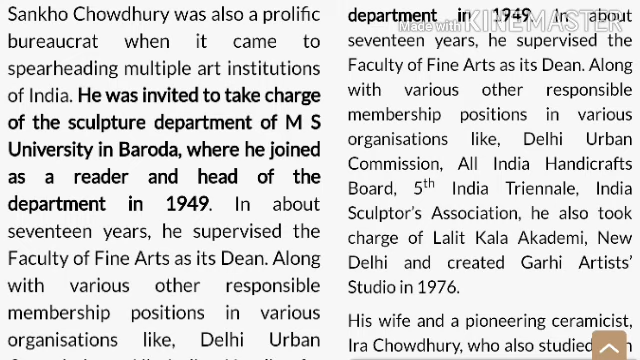 Sankho Chowdhury was also a prolific
bureaucrat when it came to
spearheading multiple art institutions
of India. He was invited to take charge
of the sculpture department of M S
University in Baroda, where he joined
as a reader and head of the
department in 1949. In about
seventeen years, he supervised the
Faculty of Fine Arts as its Dean. Along
with various other responsible
membership positions in various
organisations like, Delhi Urban
department in 1949. In about
Made with KINEMASTER
seventeen years, he supervised the
Faculty of Fine Arts as its Dean. Along
with various other responsible
membership positions in various
organisations like, Delhi Urban
Commission, All India Handicrafts
Board, 5th India Triennale, India
Sculptor's Association, he also took
charge of Lalit Kala Akademi, New
Delhi and created Garhi Artists'
Studio in 1976.
His wife and a pioneering ceramicist,
Ira Chowdhury, who also studied